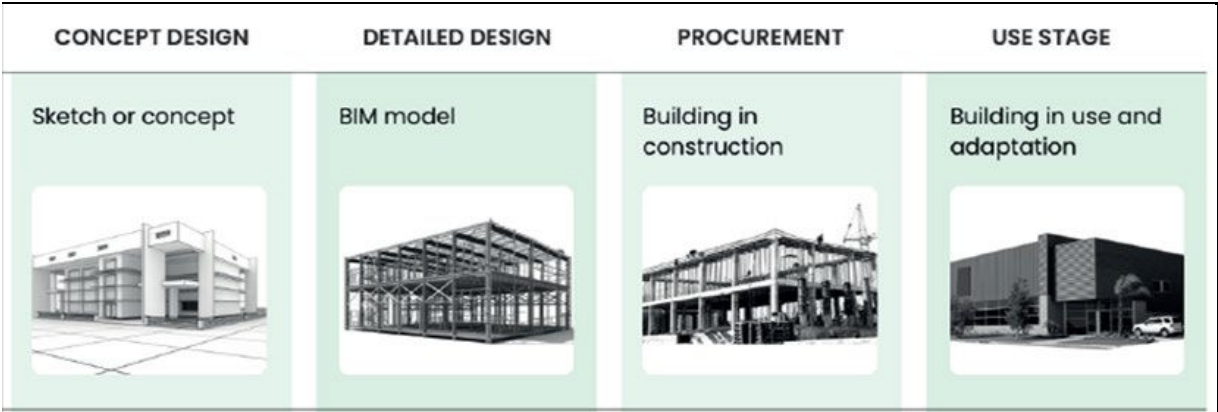 CONCEPT DESIGN
DETAILED DESIGN
PROCUREMENT
USE STAGE
Sketch or concept
BIM model
Building in
construction
Building in use and
adaptation